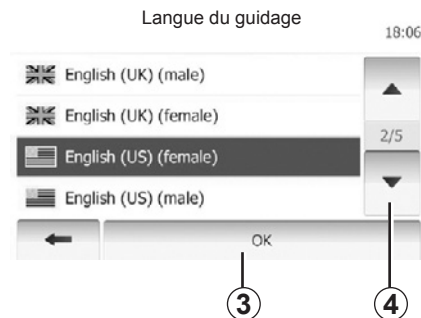 Langue du guidage
18:06
English (UK) (male)
English (UK) (female)
2/5
English (US) (female)
English (US) (male)
OK
3 4